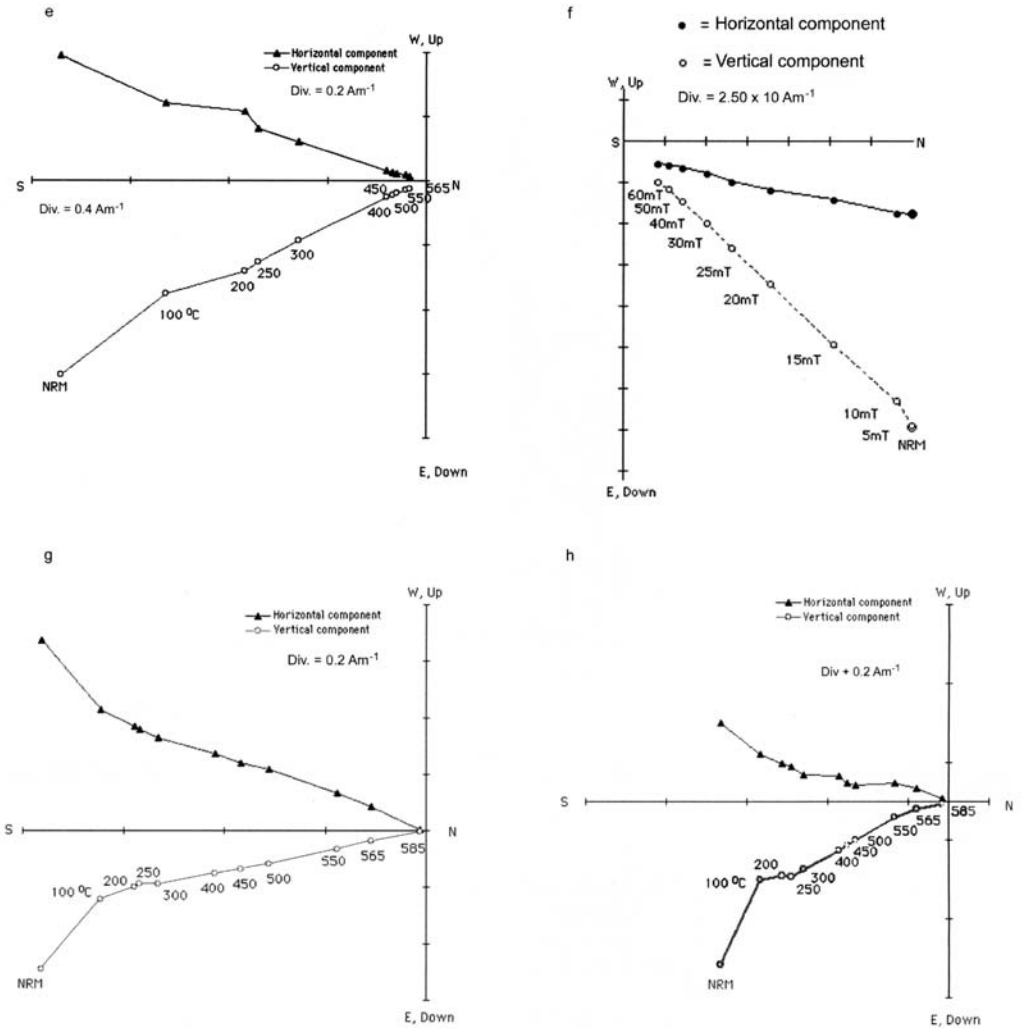 e
W, Up
Horizontal component
Vertical component
Div. = 0.2 Am⁻¹
S
N
Div. = 0.4 Am⁻¹
450
565
550
400
500
300
250
200
100 ⁰C
NRM
E, Down
f
= Horizontal component
= Vertical component
W, Up
Div. = 2.50 x 10 Am⁻¹
S
N
60mT
50mT
40mT
30mT
25mT
20mT
15mT
10mT
5mT
NRM
E, Down
g
W, Up
Horizontal component
Vertical component
Div. = 0.2 Am⁻¹
S
N
585
565
550
500
450
400
300
250
200
100 ⁰C
NRM
E, Down
h
W, Up
Horizontal component
Vertical component
Div + 0.2 Am⁻¹
S
N
585
565
550
500
450
400
300
250
200
100 ⁰C
NRM
E, Down